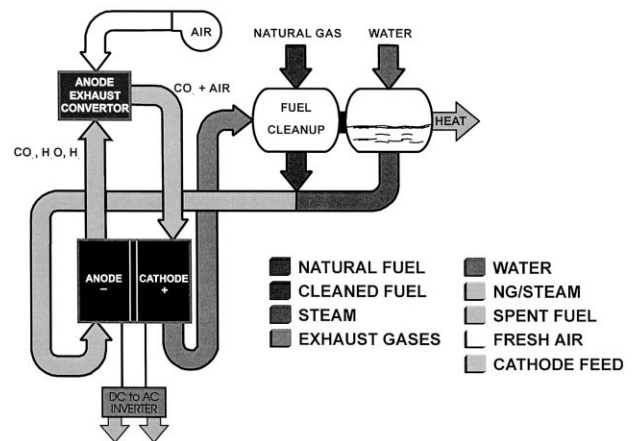 AIR
NATURAL GAS
WATER
ANODE
EXHAUST
CONVERTOR
CO  + AIR
FUEL
CLEANUP
HEAT
CO , H O, H
ANODE
−
CATHODE
+
DC to AC
INVERTER
NATURAL FUEL
CLEANED FUEL
STEAM
EXHAUST GASES
WATER
NG/STEAM
SPENT FUEL
FRESH AIR
CATHODE FEED